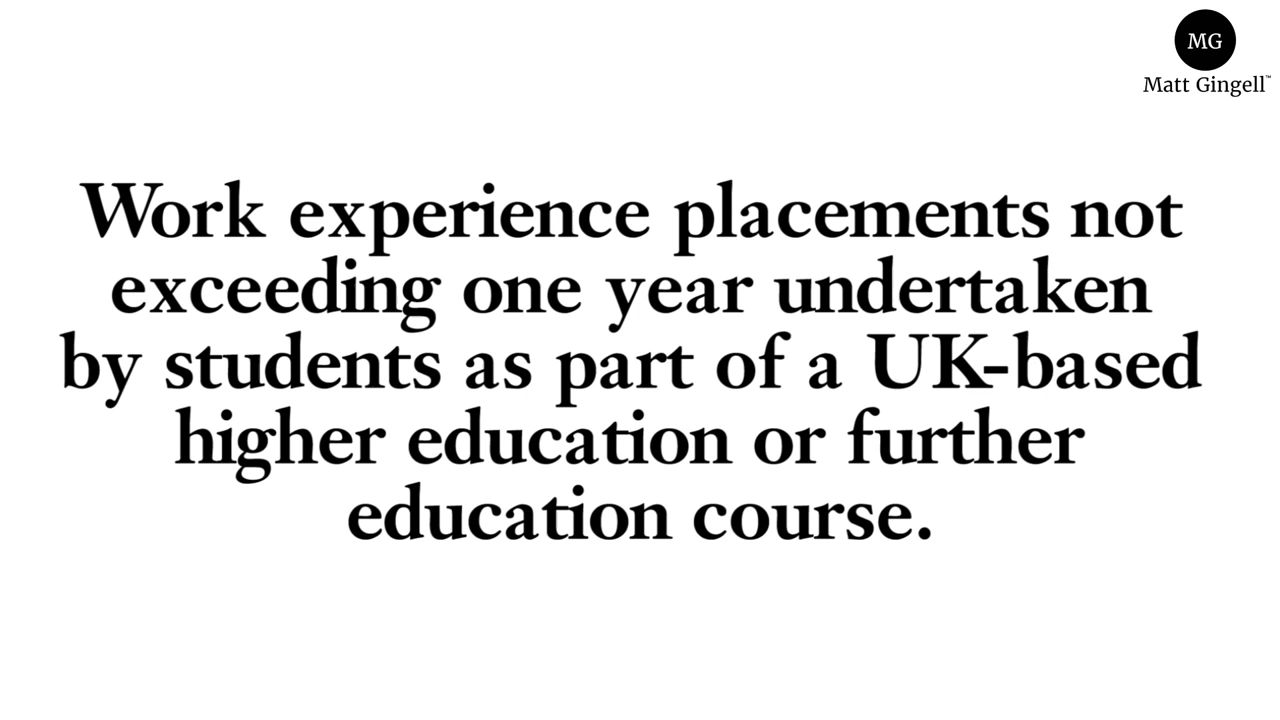 MG
Matt Gingell™
Work experience placements not
exceeding one year undertaken
by students as part of a UK-based
higher education or further
education course.